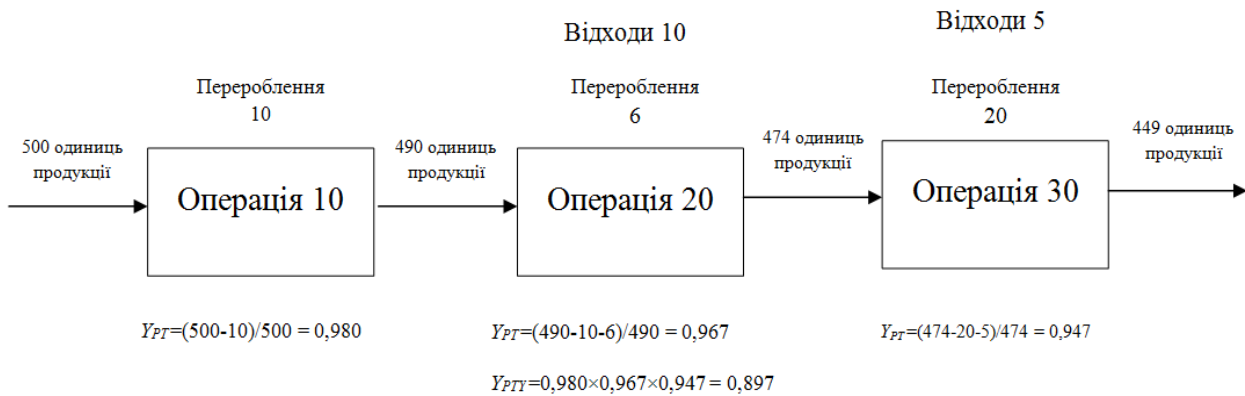 Відходи 10
Відходи 5
Перероблення
10
Перероблення
6
Перероблення
20
500 одиниць
продукції
Операція 10
490 одиниць
продукції
Операція 20
474 одиниць
продукції
Операція 30
449 одиниць
продукції
YPT=(500-10)/500 = 0,980
YPT=(490-10-6)/490 = 0,967
YPT=(474-20-5)/474 = 0,947
YPTY=0,980×0,967×0,947 = 0,897